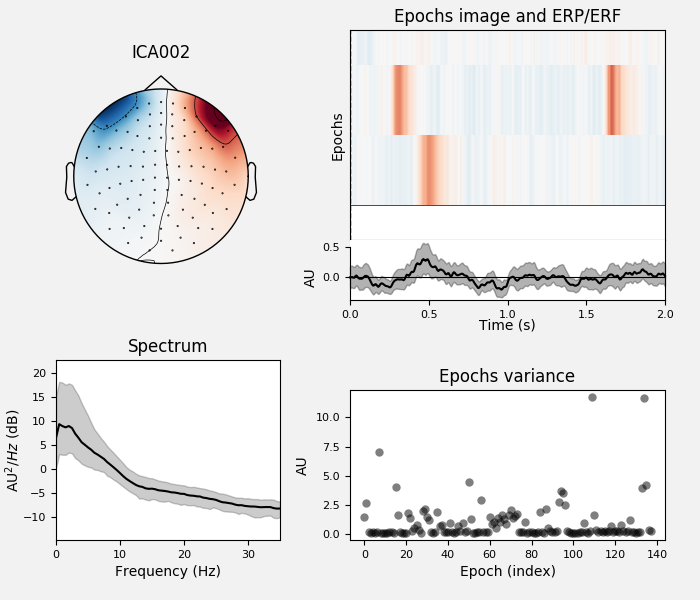 ICA002
Epochs image and ERP/ERF
Epochs
0.5
0.0
AU
0.0 0.5 1.0 1.5 2.0
Time (s)
Spectrum
20
15
10
5
0
−5
−10
AU²/Hz (dB)
0 10 20 30
Frequency (Hz)
Epochs variance
10.0
7.5
5.0
2.5
0.0
AU
0 20 40 60 80 100 120 140
Epoch (index)